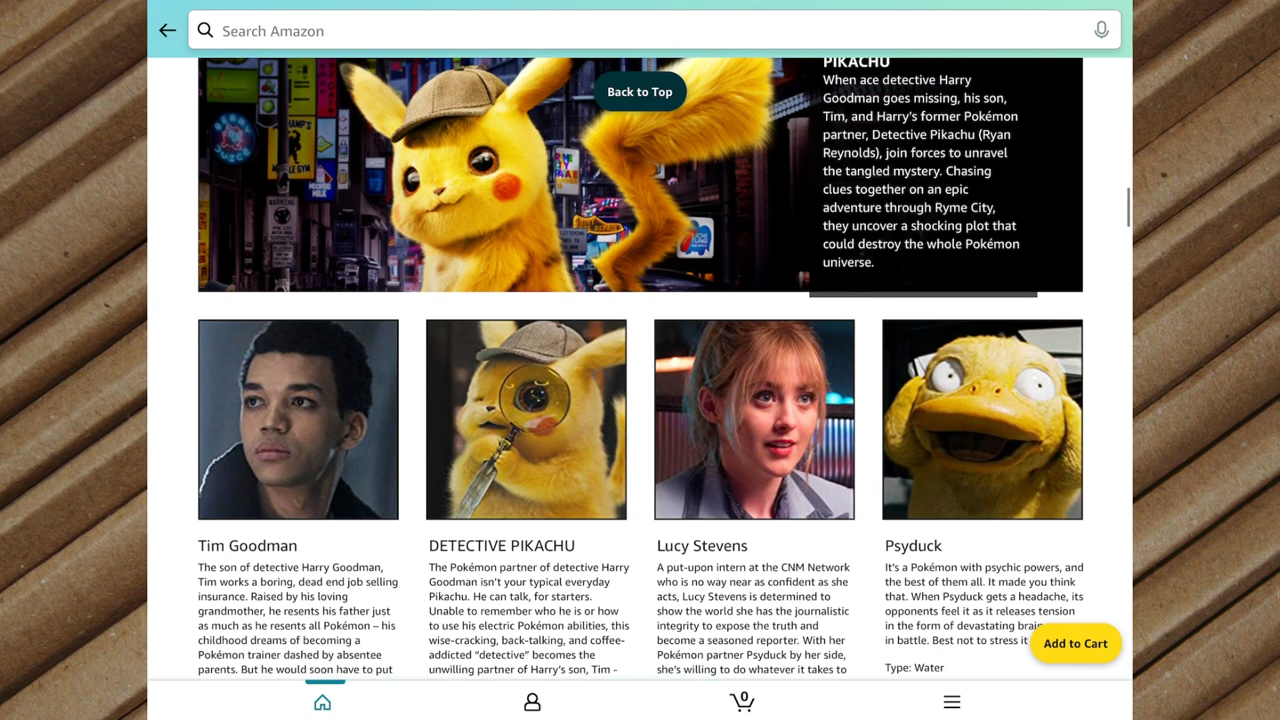 Search Amazon
Back to Top
PIKACHU
When ace detective Harry
Goodman goes missing, his son,
Tim, and Harry's former Pokémon
partner, Detective Pikachu (Ryan
Reynolds), join forces to unravel
the tangled mystery. Chasing
clues together on an epic
adventure through Ryme City,
they uncover a shocking plot that
could destroy the whole Pokémon
universe.
Tim Goodman
The son of detective Harry Goodman,
Tim works a boring, dead end job selling
insurance. Raised by his loving
grandmother, he resents his father just
as much as he resents all Pokémon – his
childhood dreams of becoming a
Pokémon trainer dashed by absentee
parents. But he would soon have to put
DETECTIVE PIKACHU
The Pokémon partner of detective Harry
Goodman isn't your typical everyday
Pikachu. He can talk, for starters.
Unable to remember who he is or how
to use his electric Pokémon abilities, this
wise-cracking, back-talking, and coffee-
addicted "detective" becomes the
unwilling partner of Harry's son, Tim -
Lucy Stevens
A put-upon intern at the CNM Network
who is no way near as confident as she
acts, Lucy Stevens is determined to
show the world she has the journalistic
integrity to expose the truth and
become a seasoned reporter. With her
Pokémon partner Psyduck by her side,
she's willing to do whatever it takes to
Psyduck
It's a Pokémon with psychic powers, and
the best of them all. It made you think
that. When Psyduck gets a headache, its
opponents feel it as it releases tension
in the form of devastating
in battle. Best not to stress it
Type: Water
Add to Cart
0